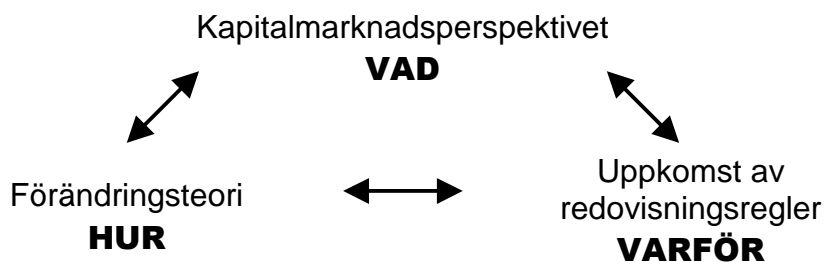 Kapitalmarknadsperspektivet
VAD
Förändringsteori
HUR
Uppkomst av
redovisningsregler
VARFÖR